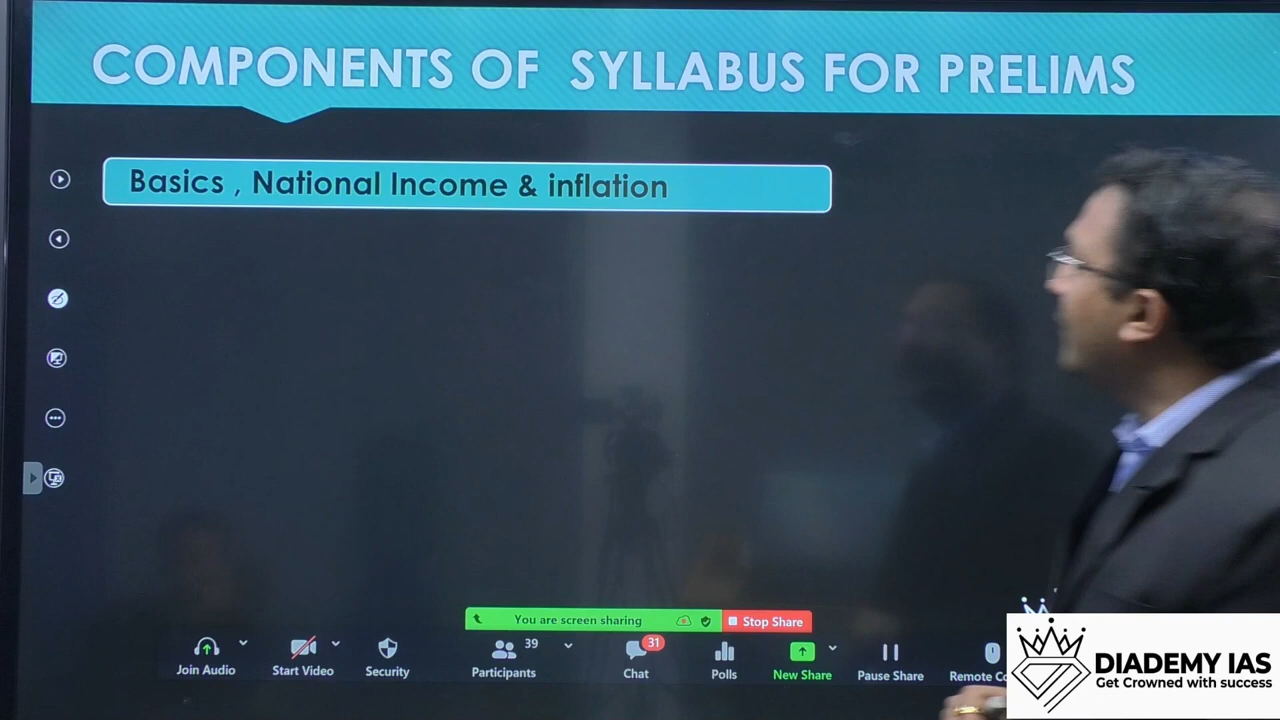 COMPONENTS OF SYLLABUS FOR PRELIMS
Basics , National Income & inflation
You are screen sharing
Stop Share
39
31
Join Audio
Start Video
Security
Participants
Chat
Polls
New Share
Pause Share
Remote
DIADEMY IAS
Get Crowned with success